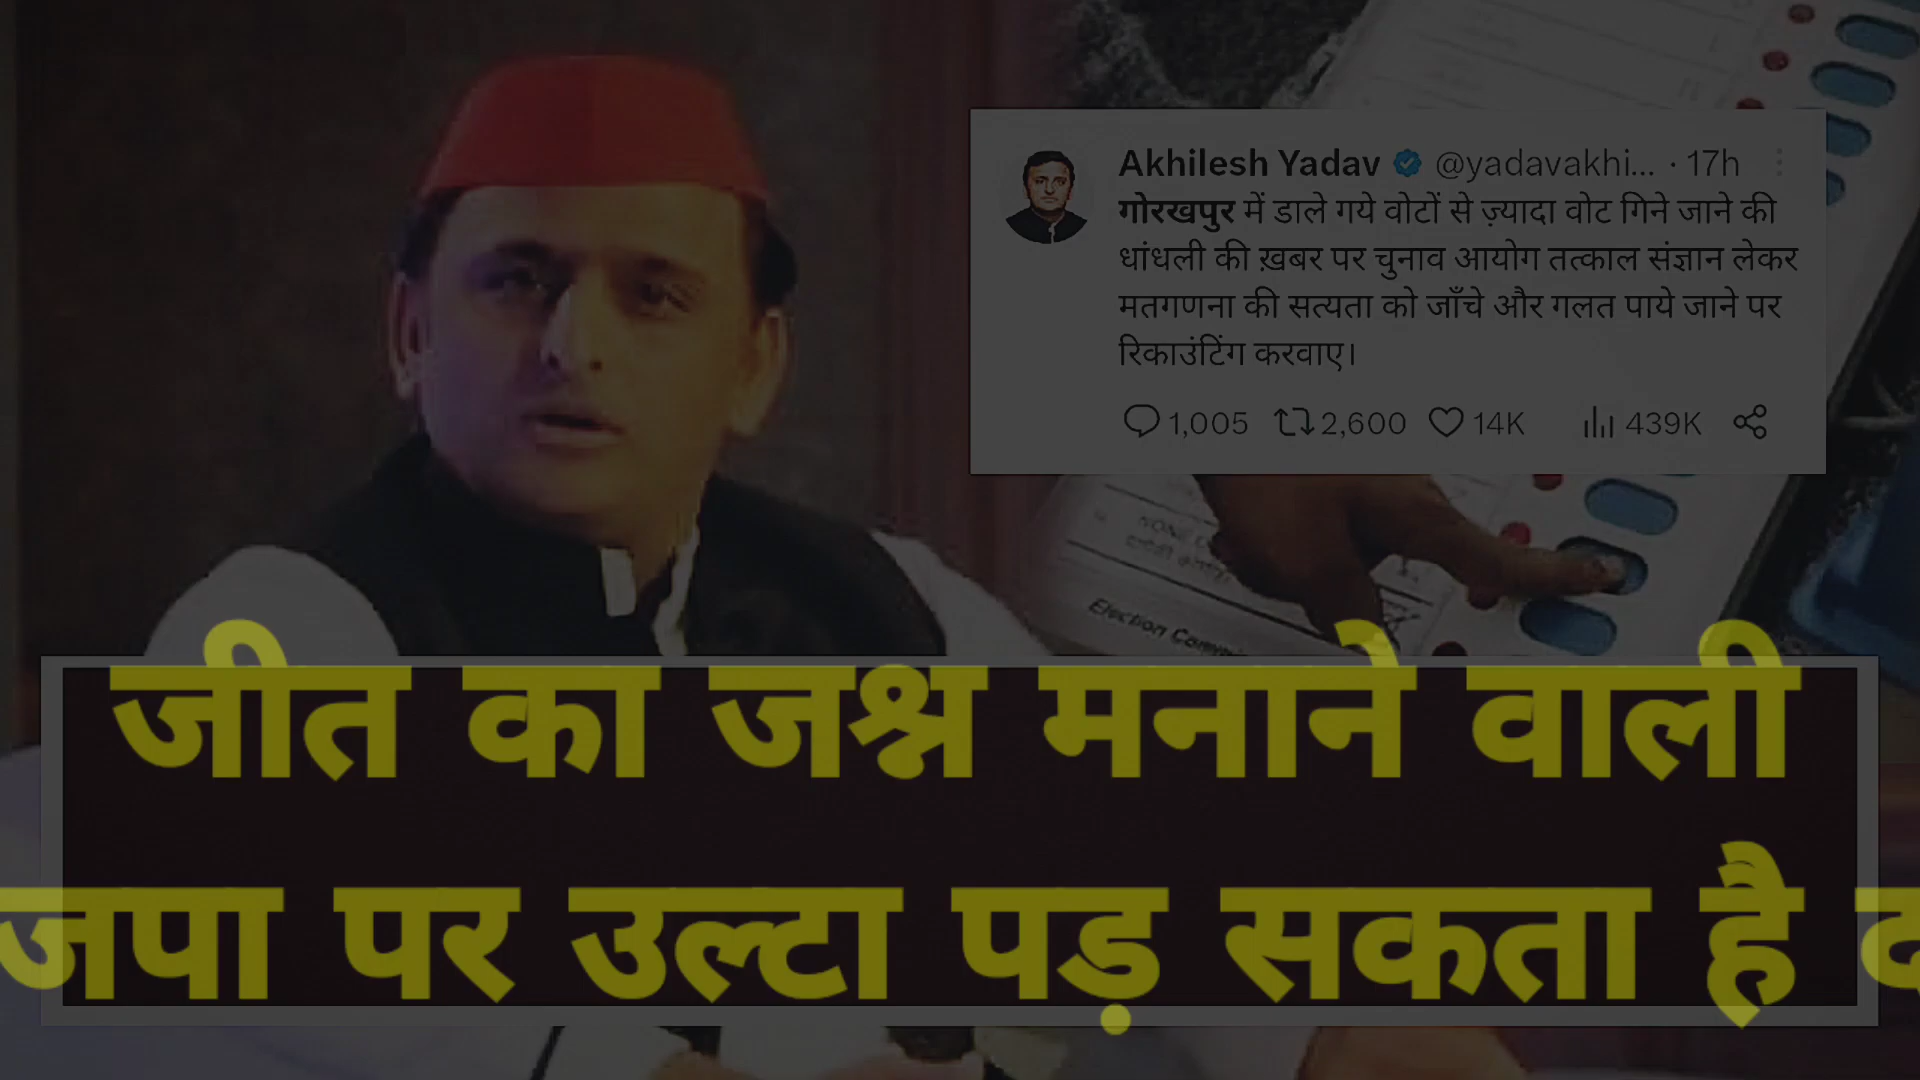 Akhilesh Yadav @yadavakhi... · 17h
गोरखपुर में डाले गये वोटों से ज़्यादा वोट गिने जाने की
धांधली की ख़बर पर चुनाव आयोग तत्काल संज्ञान लेकर
मतगणना की सत्यता को जाँचे और गलत पाये जाने पर
रिकाउंटिंग करवाए।
1,005 2,600 14K 439K
Election
जीत का जश्न मनाने वाली
जपा पर उल्टा पड़ सकता है